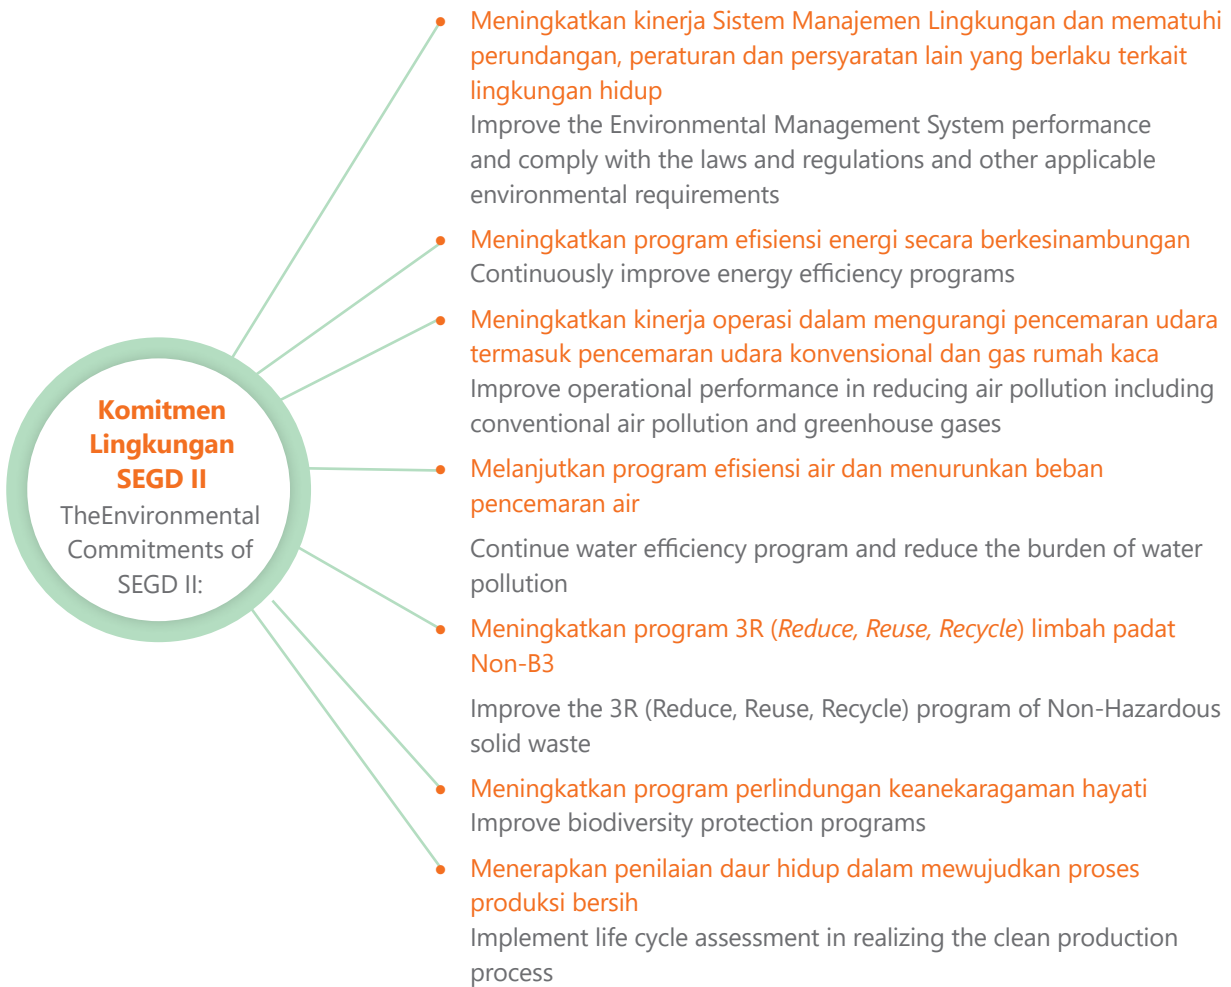 Komitmen
Lingkungan
SEGD II
TheEnvironmental
Commitments of
SEGD II:
Meningkatkan kinerja Sistem Manajemen Lingkungan dan mematuhi
perundangan, peraturan dan persyaratan lain yang berlaku terkait
lingkungan hidup
Improve the Environmental Management System performance
and comply with the laws and regulations and other applicable
environmental requirements
Meningkatkan program efisiensi energi secara berkesinambungan
Continuously improve energy efficiency programs
Meningkatkan kinerja operasi dalam mengurangi pencemaran udara
termasuk pencemaran udara konvensional dan gas rumah kaca
Improve operational performance in reducing air pollution including
conventional air pollution and greenhouse gases
Melanjutkan program efisiensi air dan menurunkan beban
pencemaran air
Continue water efficiency program and reduce the burden of water
pollution
Meningkatkan program 3R (Reduce, Reuse, Recycle) limbah padat
Non-B3
Improve the 3R (Reduce, Reuse, Recycle) program of Non-Hazardous
solid waste
Meningkatkan program perlindungan keanekaragaman hayati
Improve biodiversity protection programs
Menerapkan penilaian daur hidup dalam mewujudkan proses
produksi bersih
Implement life cycle assessment in realizing the clean production
process